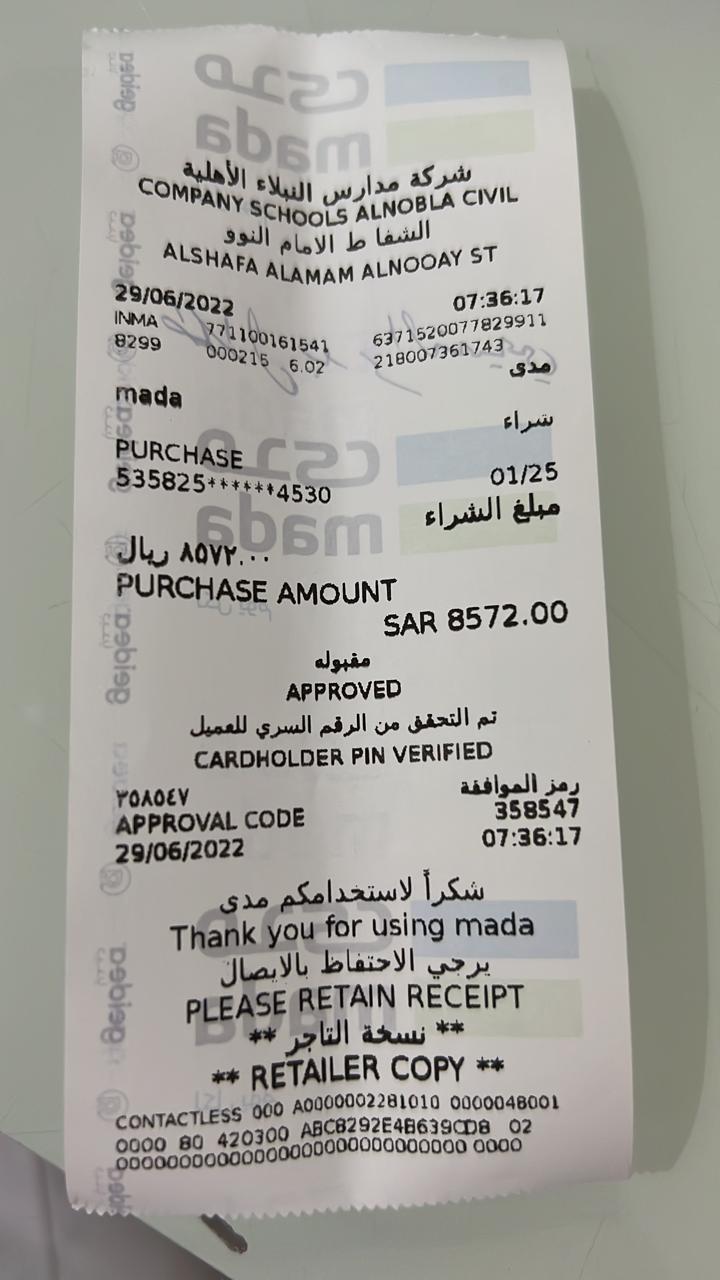 شركة مدارس النبلاء الأهلية
COMPANY SCHOOLS ALNOBLA CIVIL
الشفا ط الامام النوو
ALSHAFA ALAMAM ALNOOAY ST
29/06/2022 07:36:17
INMA 771100161541 6371520077829911
8299 000215 6.02 218007361743
mada مدى
شراء
PURCHASE
535825******4530 01/25
مبلغ الشراء
٨٥٧٢.٠٠ ريال
PURCHASE AMOUNT
SAR 8572.00
مقبوله
APPROVED
تم التحقق من الرقم السري للعميل
CARDHOLDER PIN VERIFIED
٣٥٨٥٤٧ رمز الموافقة
APPROVAL CODE 358547
29/06/2022 07:36:17
شكراً لاستخدامكم مدى
Thank you for using mada
يرجي الاحتفاظ بالايصال
PLEASE RETAIN RECEIPT
** نسخة التاجر **
** RETAILER COPY **
CONTACTLESS 000 A0000002281010 0000048001
0000 80 420300 ABC8292E4B639CD8 02